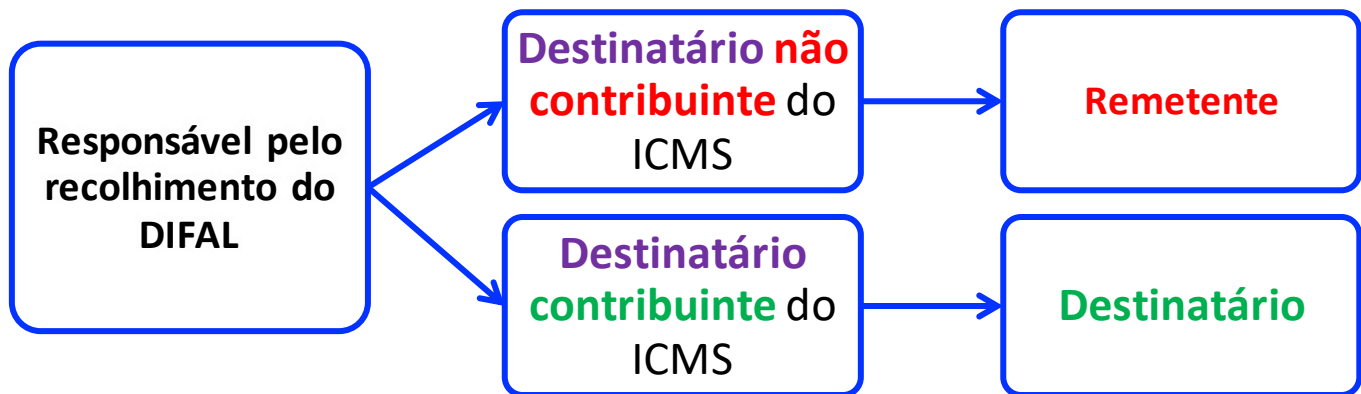 Responsável pelo
recolhimento do
DIFAL
Destinatário não
contribuinte do
ICMS
Remetente
Destinatário
contribuinte do
ICMS
Destinatário